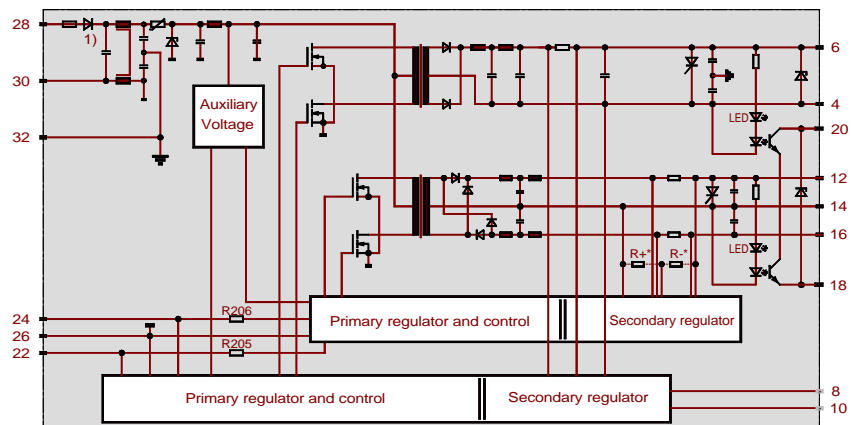 28
1)
6
30
Auxiliary
Voltage
4
LED
20
32
12
14
16
R+*
R-*
LED
18
24
R206
Primary regulator and control
Secondary regulator
26
22
R205
Primary regulator and control
Secondary regulator
8
10